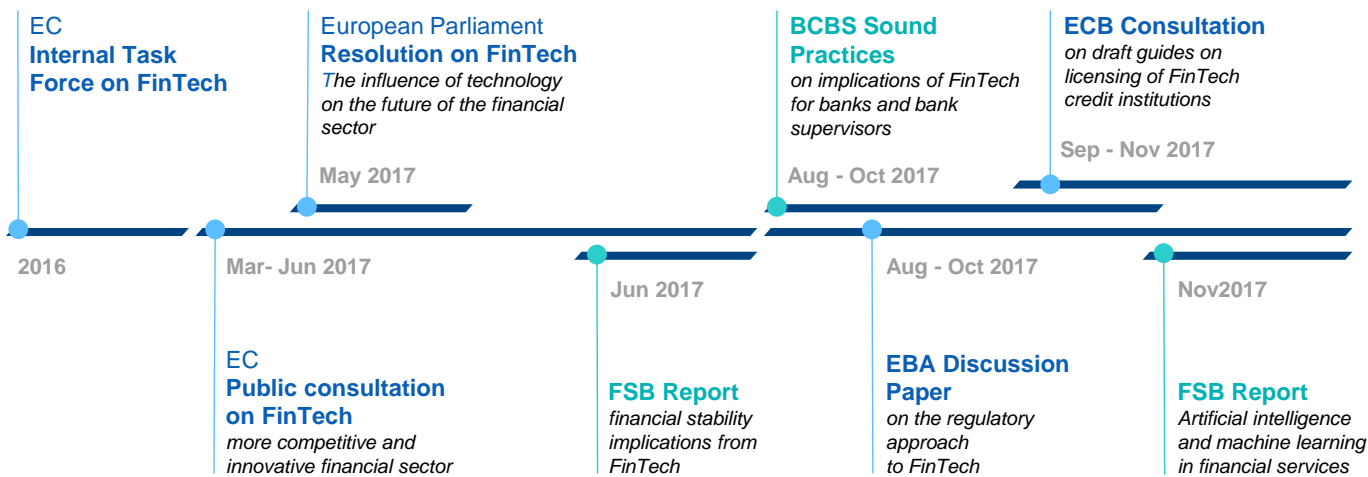 EC
Internal Task
Force on FinTech
European Parliament
Resolution on FinTech
The influence of technology
on the future of the financial
sector
BCBS Sound
Practices
on implications of FinTech
for banks and bank
supervisors
ECB Consultation
on draft guides on
licensing of FinTech
credit institutions
May 2017
Aug - Oct 2017
Sep - Nov 2017
2016
Mar- Jun 2017
Jun 2017
Aug - Oct 2017
Nov2017
EC
Public consultation
on FinTech
more competitive and
innovative financial sector
FSB Report
financial stability
implications from
FinTech
EBA Discussion
Paper
on the regulatory
approach
to FinTech
FSB Report
Artificial intelligence
and machine learning
in financial services